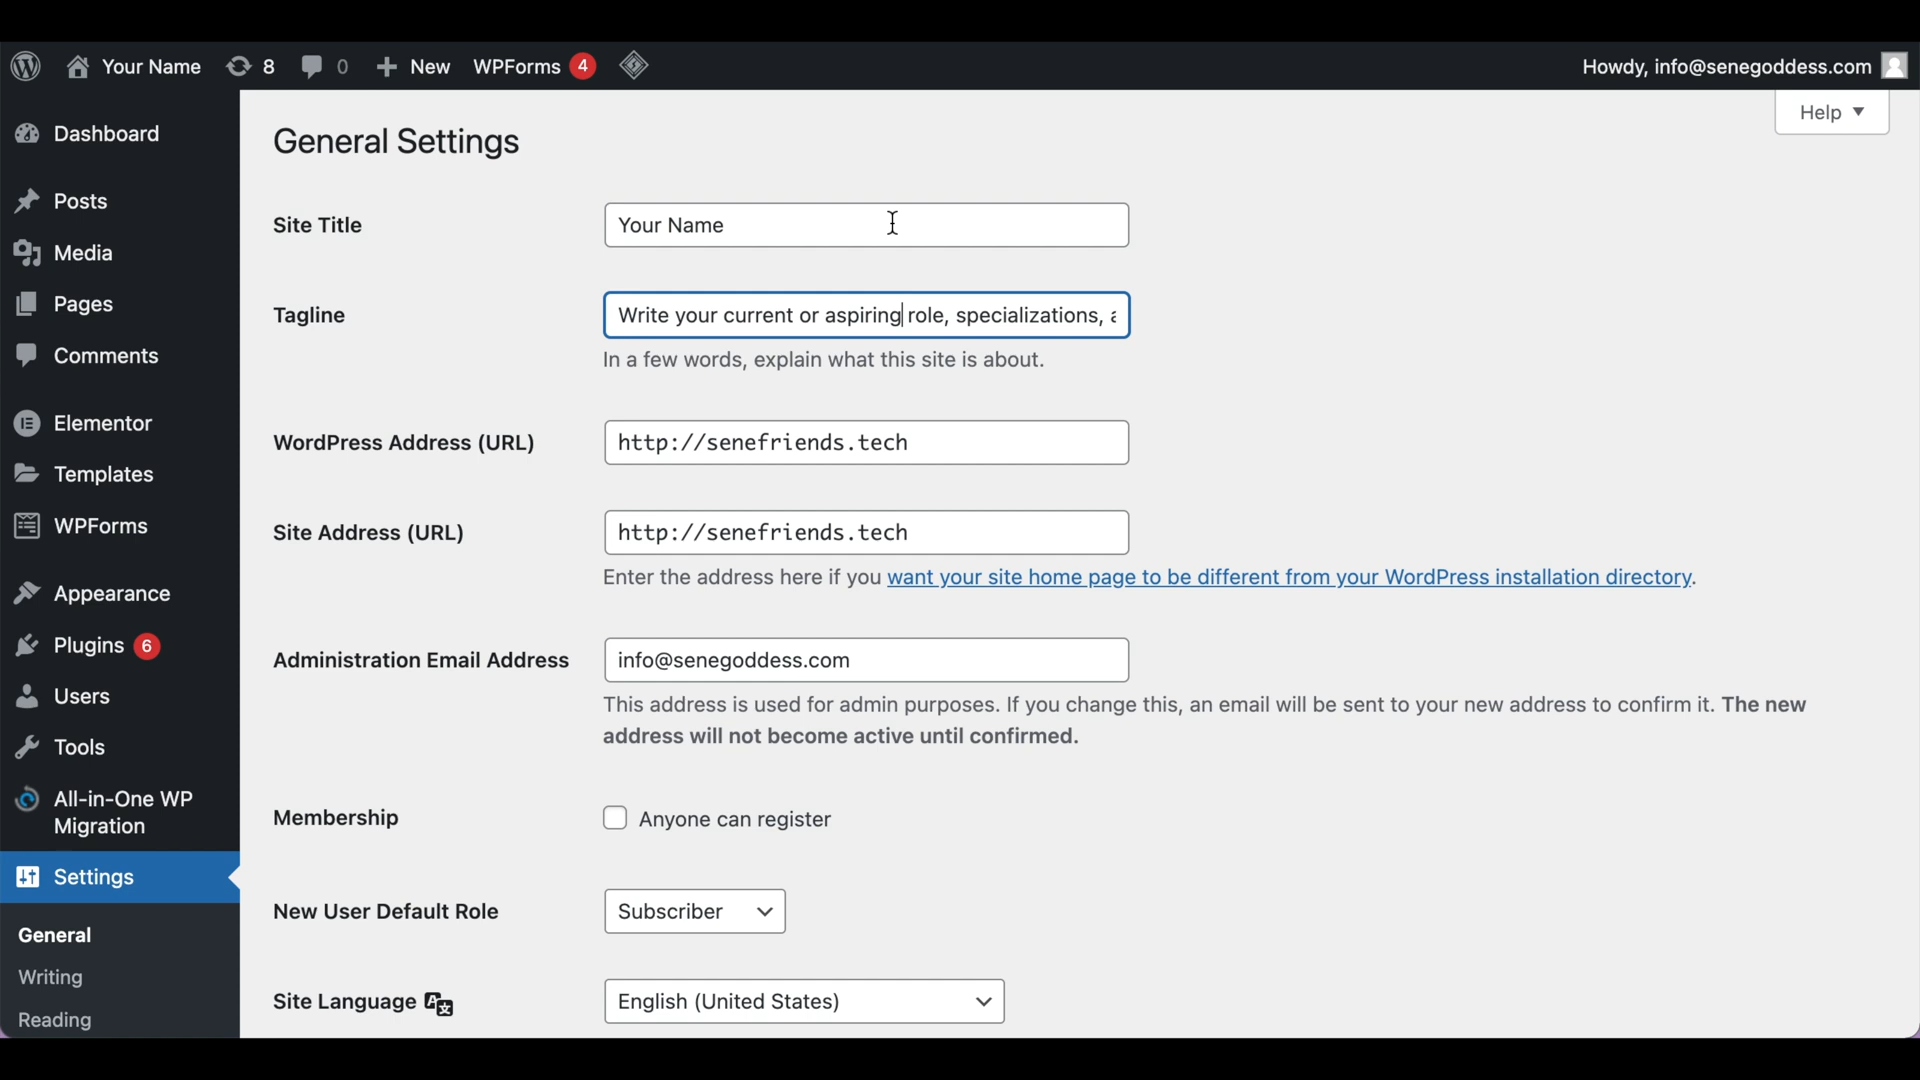 Your Name 8 0 New WPForms 4 Howdy, info@senegoddess.com
Help
Dashboard
Posts
Media
Pages
Comments
Elementor
Templates
WPForms
Appearance
Plugins 6
Users
Tools
All-in-One WP
Migration
Settings
General
Writing
Reading
General Settings
Site Title Your Name
Tagline Write your current or aspiring role, specializations,
In a few words, explain what this site is about.
WordPress Address (URL) http://senefriends.tech
Site Address (URL) http://senefriends.tech
Enter the address here if you want your site home page to be different from your WordPress installation directory.
Administration Email Address info@senegoddess.com
This address is used for admin purposes. If you change this, an email will be sent to your new address to confirm it. The new
address will not become active until confirmed.
Membership Anyone can register
New User Default Role Subscriber
Site Language English (United States)